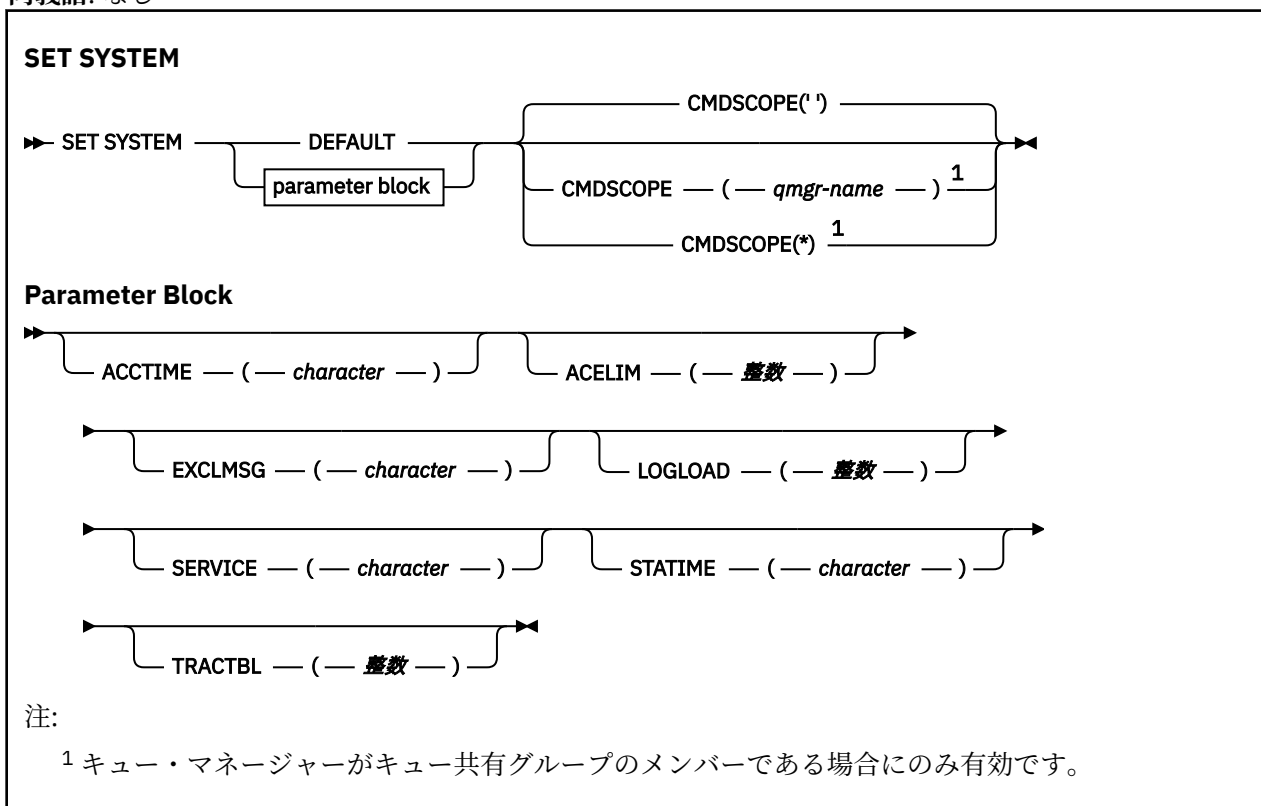 SET SYSTEM
CMDSCOPE(' ')
SET SYSTEM DEFAULT
parameter block
CMDSCOPE ( qmgr-name ) 1
CMDSCOPE(*) 1
Parameter Block
ACCTIME ( character ) ACELIM ( 整数 )
EXCLMSG ( character ) LOGLOAD ( 整数 )
SERVICE ( character ) STATIME ( character )
TRACTBL ( 整数 )
注:
1 キュー・マネージャーがキュー共有グループのメンバーである場合にのみ有効です。